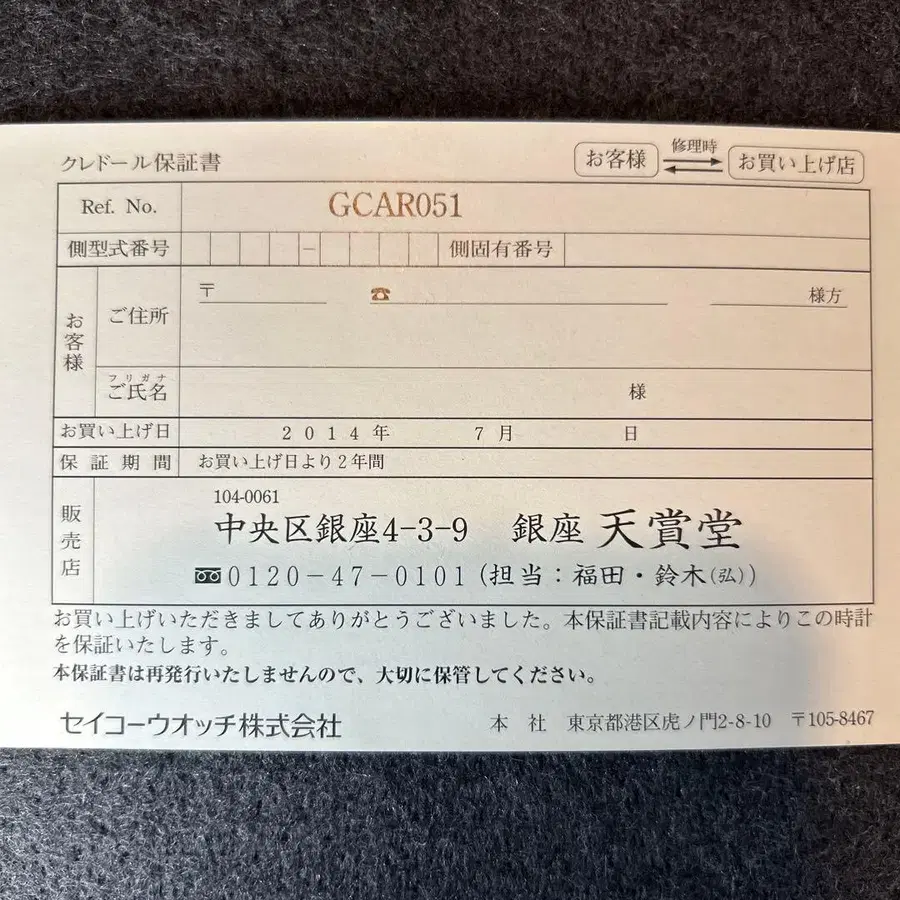 クレドール保証書
お客様 修理時 お買い上げ店
Ref. No. GCAR051
側型式番号 － 側固有番号
お客様
ご住所 〒 ☎ 様方
フリガナ
ご氏名 様
お買い上げ日 2014年 7月 日
保証期間 お買い上げ日より2年間
販売店
104-0061
中央区銀座4-3-9 銀座 天賞堂
0120-47-0101(担当：福田・鈴木(弘))
お買い上げいただきましてありがとうございました。本保証書記載内容によりこの時計
を保証いたします。
本保証書は再発行いたしませんので、大切に保管してください。
セイコーウオッチ株式会社 本 社 東京都港区虎ノ門2-8-10 〒105-8467